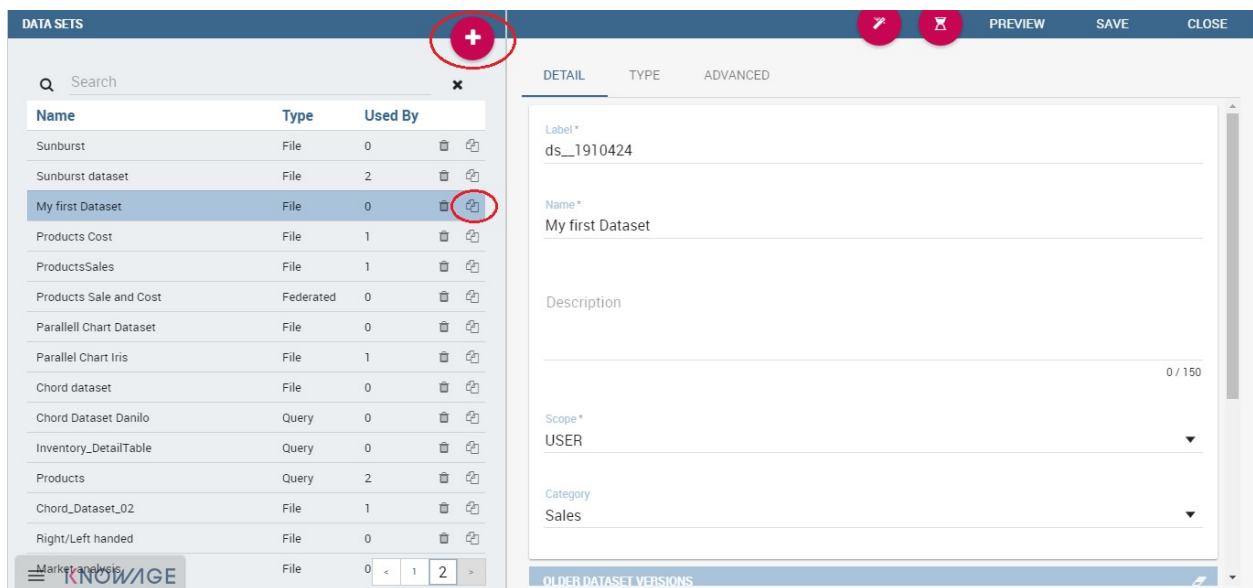 DATA SETS
PREVIEW SAVE CLOSE
Search
DETAIL TYPE ADVANCED
Name Type Used By
Sunburst File 0
Sunburst dataset File 2
My first Dataset File 0
Products Cost File 1
ProductsSales File 1
Products Sale and Cost Federated 0
Parallell Chart Dataset File 0
Parallel Chart Iris File 1
Chord dataset File 0
Chord Dataset Danilo Query 0
Inventory_DetailTable Query 0
Products Query 2
Chord_Dataset_02 File 1
Right/Left handed File 0
Market analysis File 0
< 1 2 >
KNOWAGE
Label *
ds__1910424
Name *
My first Dataset
Description
0 / 150
Scope *
USER
Category
Sales
OLDER DATASET VERSIONS